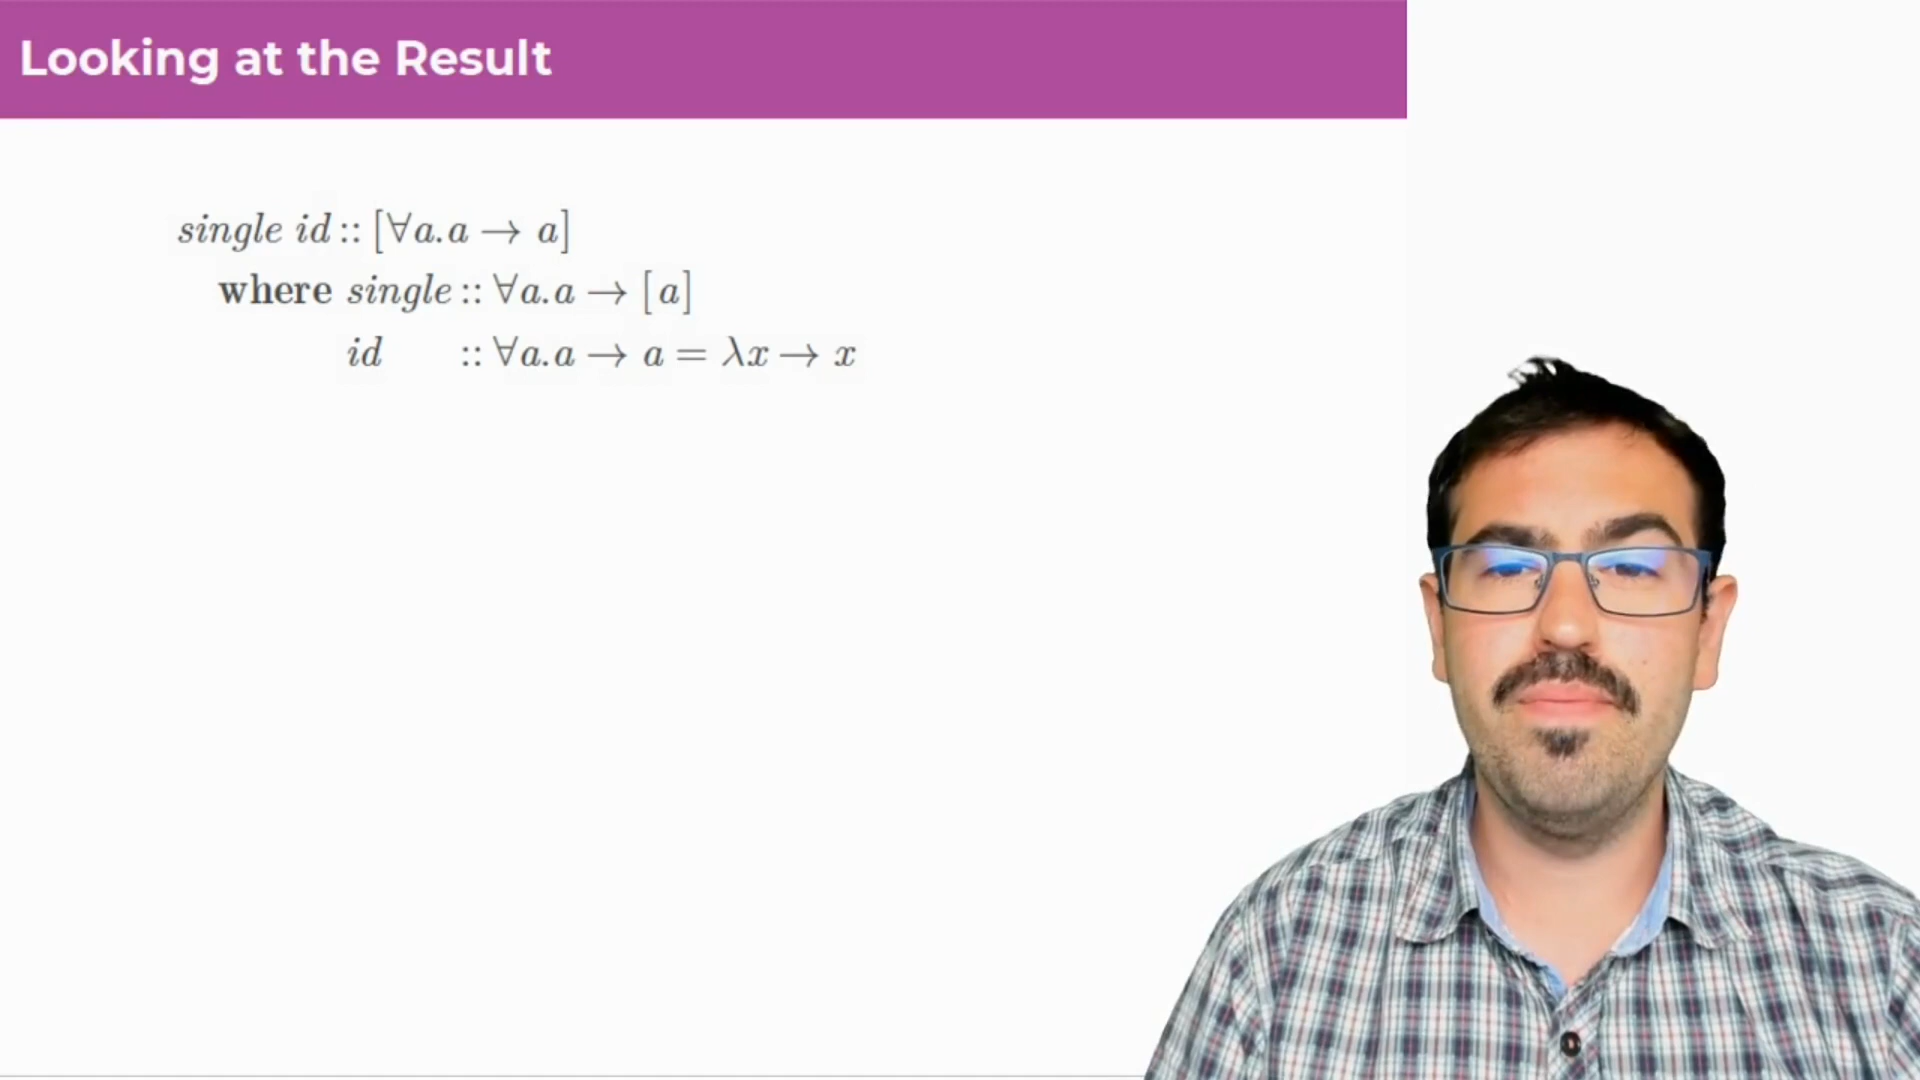 Looking at the Result
single id :: [∀a.a → a]
where single :: ∀a.a → [a]
id :: ∀a.a → a = λx → x